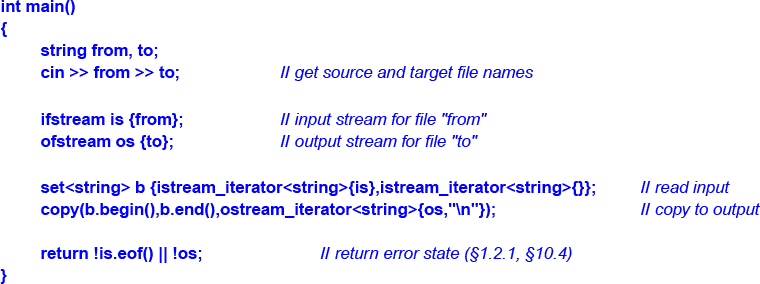 int main()
{
string from, to;
cin >> from >> to; // get source and target file names
ifstream is {from}; // input stream for file "from"
ofstream os {to}; // output stream for file "to"
set<string> b {istream_iterator<string>{is},istream_iterator<string>{}}; // read input
copy(b.begin(),b.end(),ostream_iterator<string>{os,"\n"}); // copy to output
return !is.eof() || !os; // return error state (§1.2.1, §10.4)
}